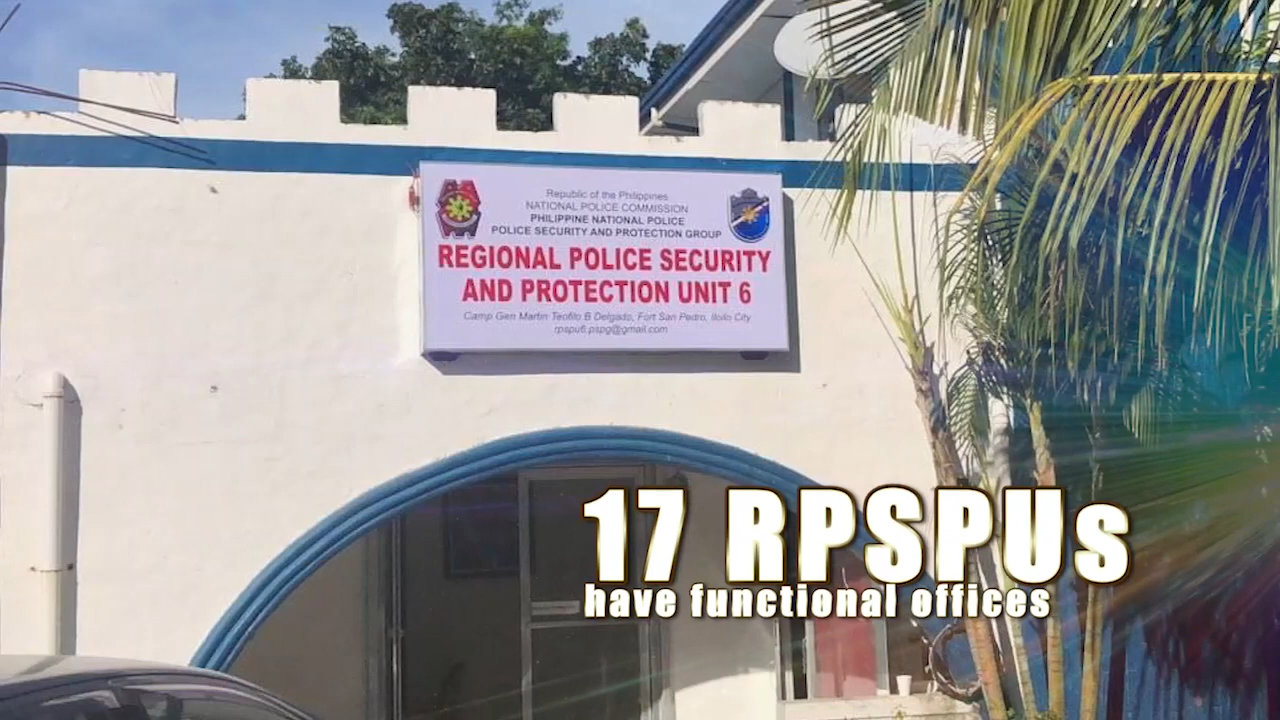 Republic of the Philippines
NATIONAL POLICE COMMISSION
PHILIPPINE NATIONAL POLICE
POLICE SECURITY AND PROTECTION GROUP
REGIONAL POLICE SECURITY
AND PROTECTION UNIT 6
Camp Gen Martin Teofilo B Delgado, Fort San Pedro, Iloilo City
rpspu6.pspg@gmail.com
17 RPSPUs
have functional offices